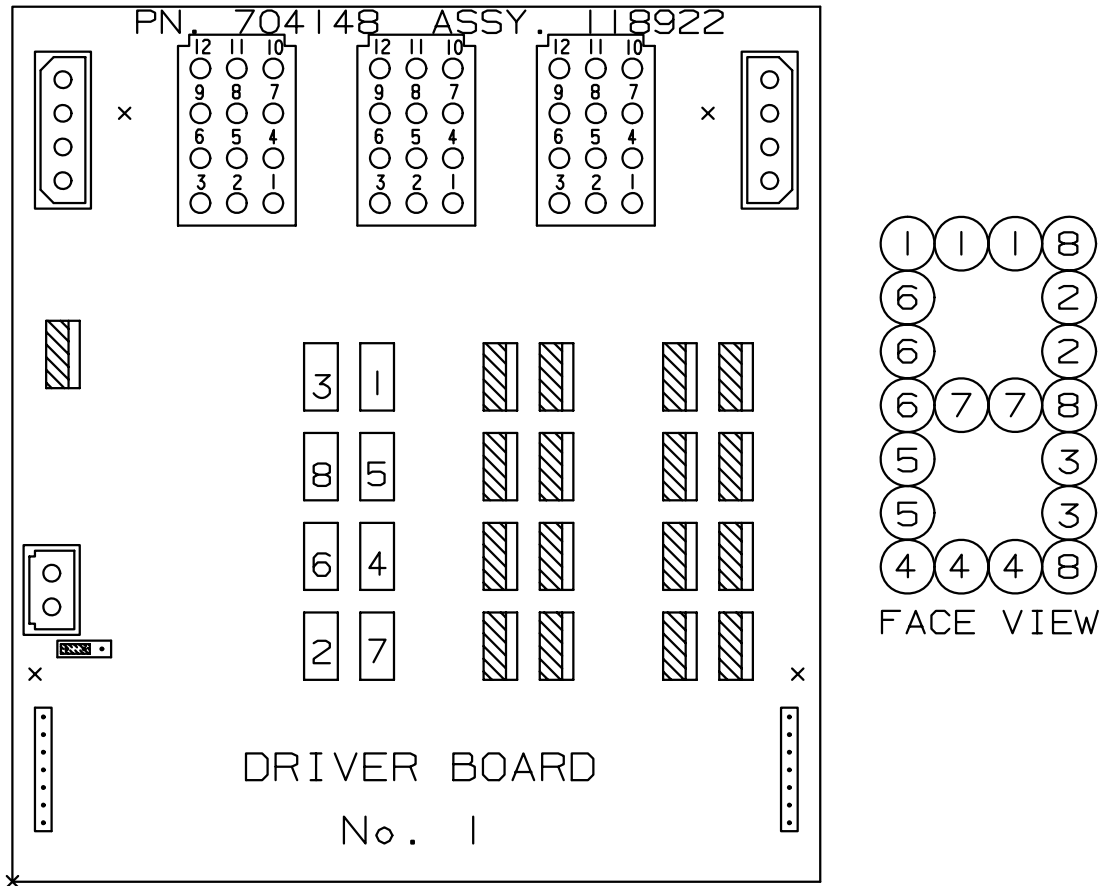 PN. 704148 ASSY. 118922
12 11 10 12 11 10 12 11 10
9 8 7 9 8 7 9 8 7
6 5 4 6 5 4 6 5 4
3 2 1 3 2 1 3 2 1
3 1
8 5
6 4
2 7
DRIVER BOARD
No. 1
1 1 1 8
6 2
6 2
6 7 7 8
5 3
5 3
4 4 4 8
FACE VIEW